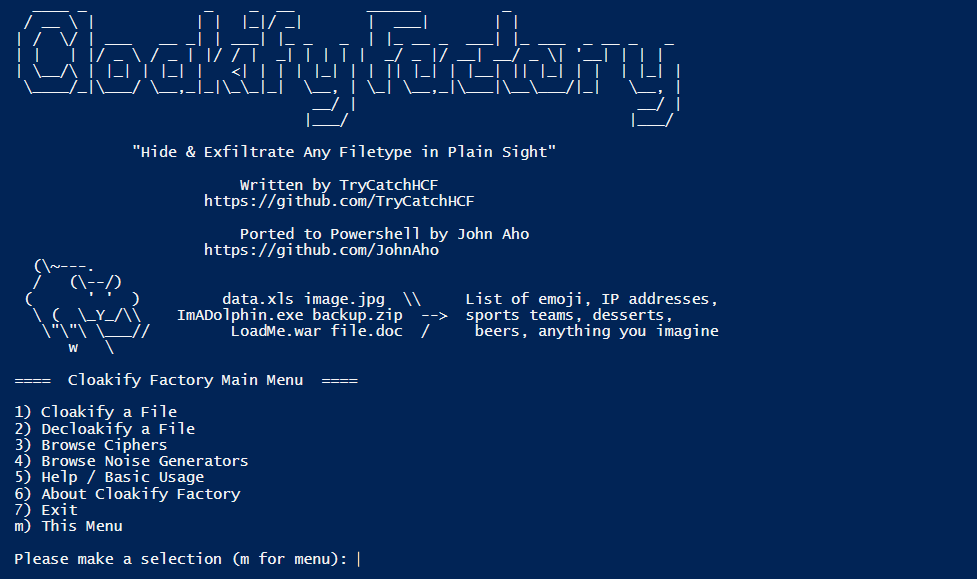 Cloakify Factory
"Hide & Exfiltrate Any Filetype in Plain Sight"
Written by TryCatchHCF
https://github.com/TryCatchHCF
Ported to Powershell by John Aho
https://github.com/JohnAho
data.xls image.jpg \\ List of emoji, IP addresses,
ImADolphin.exe backup.zip --> sports teams, desserts,
LoadMe.war file.doc / beers, anything you imagine
==== Cloakify Factory Main Menu ====
1) Cloakify a File
2) Decloakify a File
3) Browse Ciphers
4) Browse Noise Generators
5) Help / Basic Usage
6) About Cloakify Factory
7) Exit
m) This Menu
Please make a selection (m for menu):